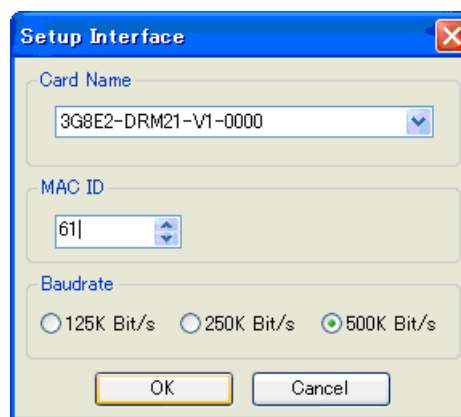 Setup Interface
Card Name
3G8E2-DRM21-V1-0000
MAC ID
61
Baudrate
125K Bit/s 250K Bit/s 500K Bit/s
OK Cancel